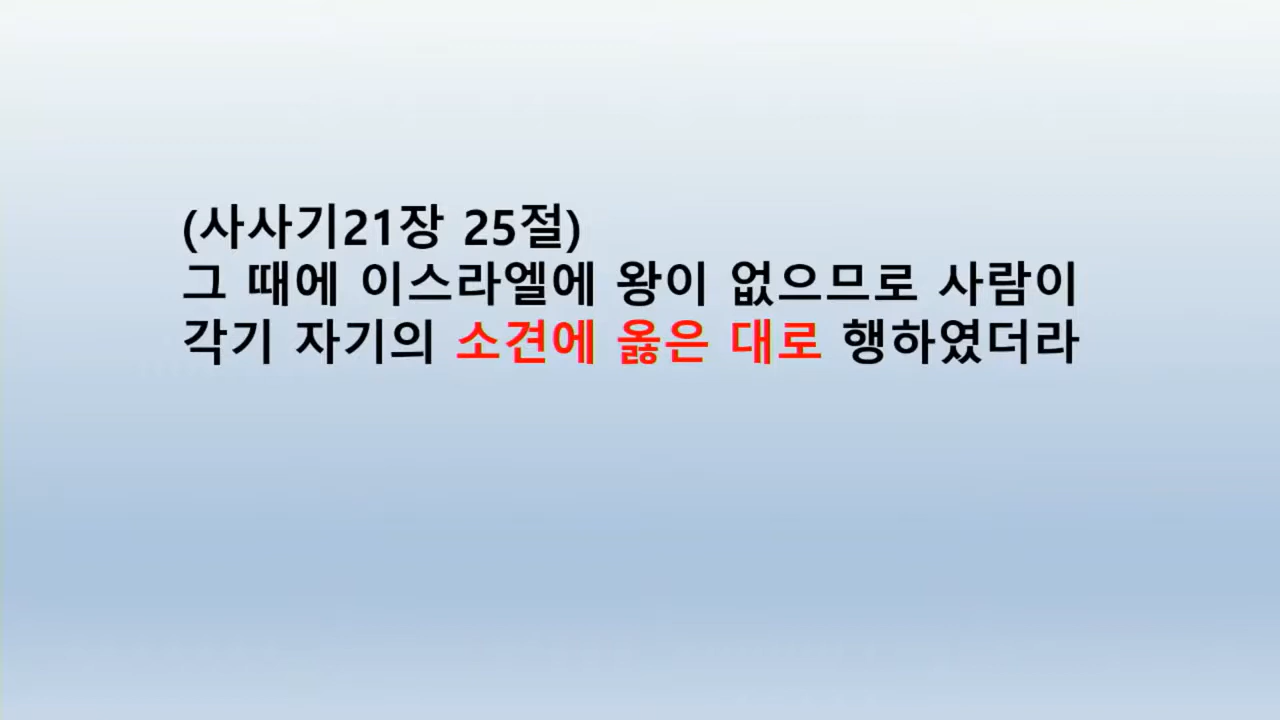 (사사기21장 25절)
그 때에 이스라엘에 왕이 없으므로 사람이
각기 자기의 소견에 옳은 대로 행하였더라